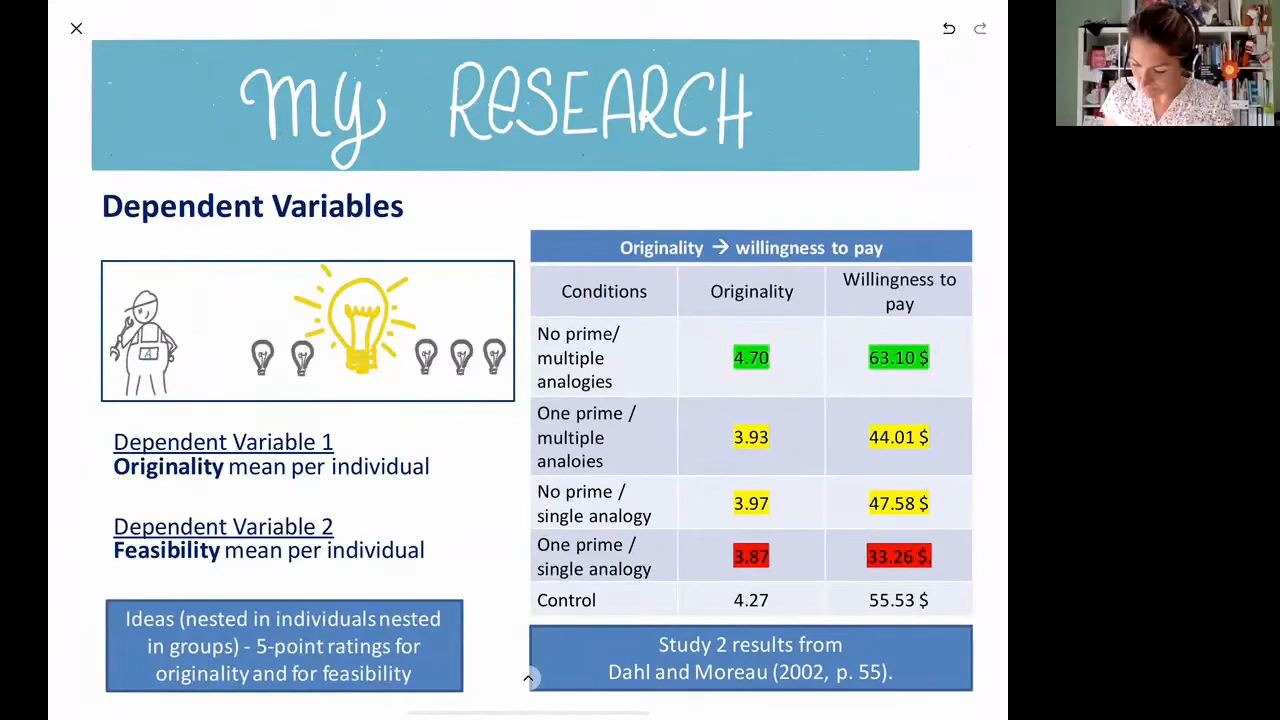 My RESEARCH
Dependent Variables
A
Dependent Variable 1
Originality mean per individual
Dependent Variable 2
Feasibility mean per individual
Ideas (nested in individuals nested
in groups) - 5-point ratings for
originality and for feasibility
Originality → willingness to pay
Conditions Originality Willingness to
pay
No prime/
multiple 4.70 63.10 $
analogies
One prime /
multiple 3.93 44.01 $
analoies
No prime / 3.97 47.58 $
single analogy
One prime / 3.87 33.26 $.
single analogy
Control 4.27 55.53 $
Study 2 results from
Dahl and Moreau (2002, p. 55).